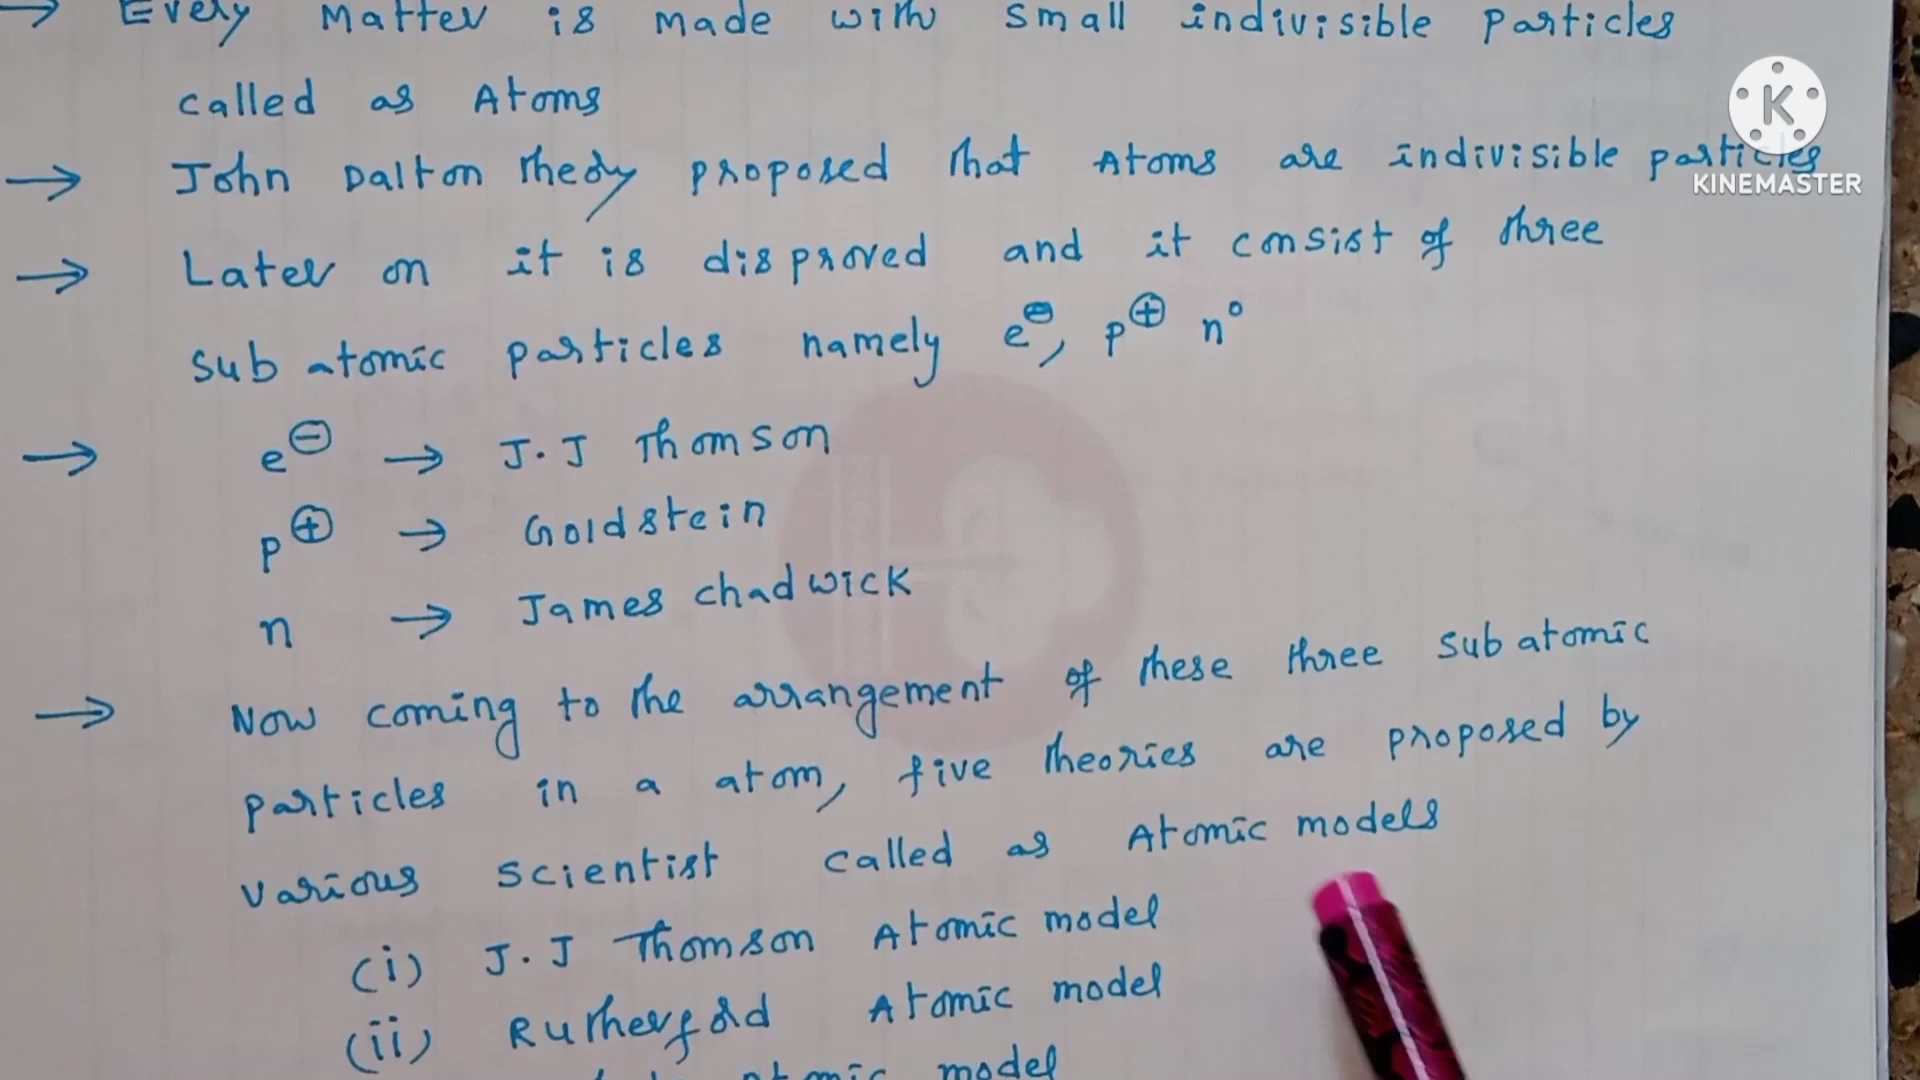 → Every Matter is made with small indivisible particles
called as Atoms
→ John Dalton theory proposed that Atoms are indivisible particles
→ Later on it is disproved and it consist of three
sub atomic particles namely e⊖, p⊕ n°
→ e⊖ → J.J Thomson
p⊕ → Goldstein
n → James chadwick
→ Now coming to the arrangement of these three sub atomic
particles in a atom, five theories are proposed by
various scientist called as Atomic models
(i) J.J Thomson Atomic model
(ii) Rutherford Atomic model
atomic model
K
KINEMASTER